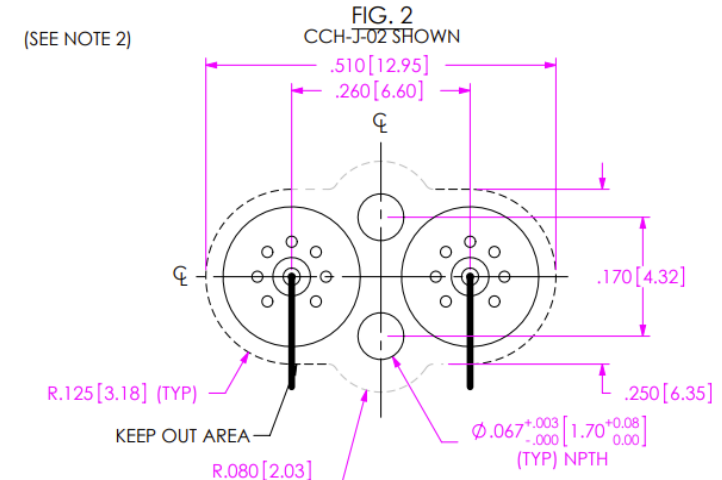 FIG. 2
(SEE NOTE 2)
CCH-J-02 SHOWN
.510[12.95]
.260[6.60]
℄
℄
.170[4.32]
R.125[3.18] (TYP)
.250[6.35]
KEEP OUT AREA
Ø.067+.003 -.000[1.70+0.08 0.00]
(TYP) NPTH
R.080[2.03]